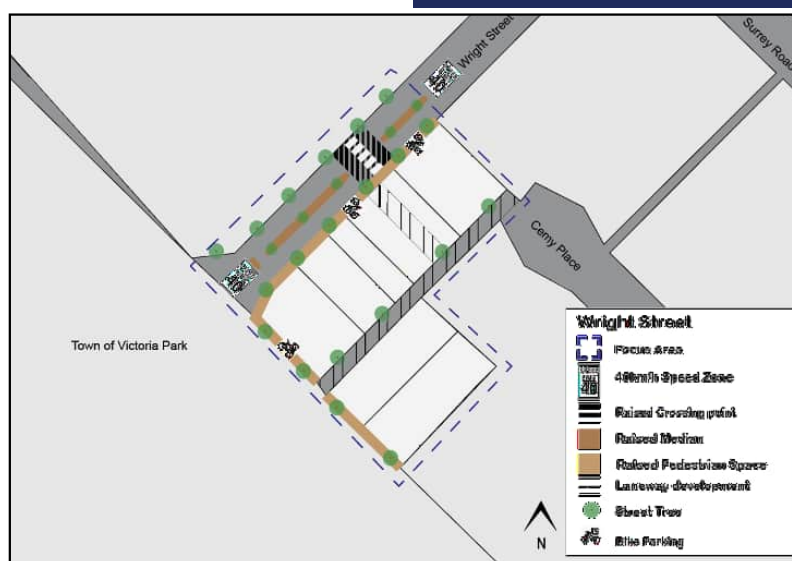 Wright Street
Surrey Road
Cemy Place
Town of Victoria Park
Wright Street
Focus Area
40km/h Speed Zone
Raised Crossing point
Raised Median
Raised Pedestrian Space
Laneway development
Street Tree
Bike Parking
N